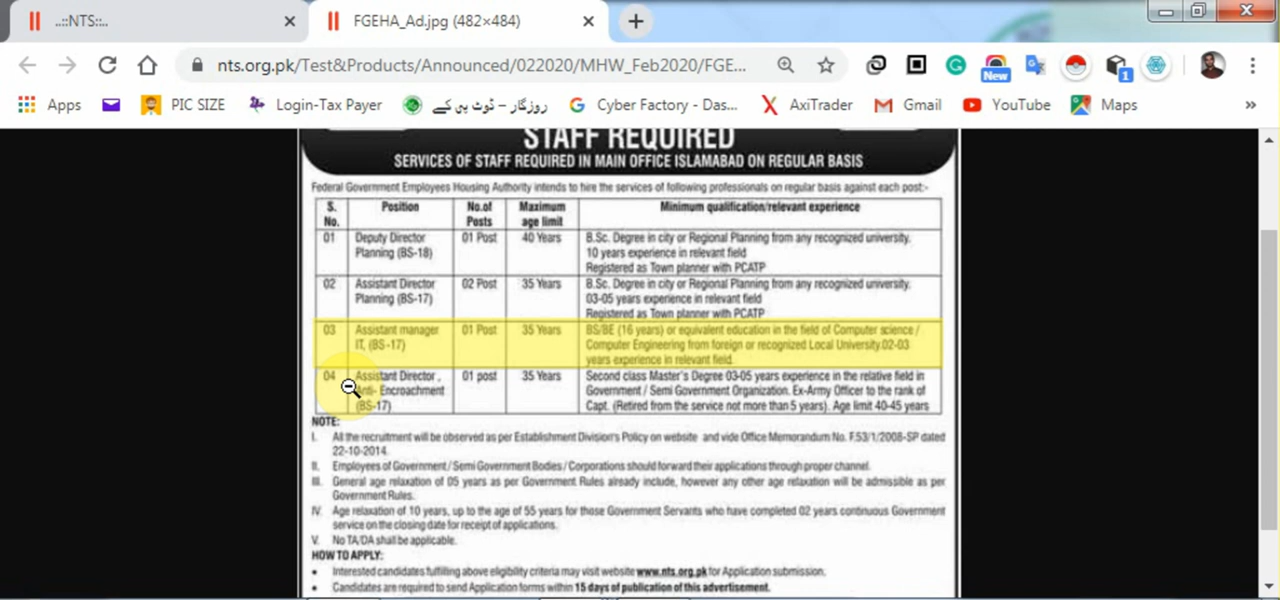 ..::NTS::..
FGEHA_Ad.jpg (482×484)
nts.org.pk/Test&Products/Announced/022020/MHW_Feb2020/FGE...
New
1
Apps PIC SIZE Login-Tax Payer روزگار – ٹوٹ پی کے Cyber Factory - Das... AxiTrader Gmail YouTube Maps »
STAFF REQUIRED
SERVICES OF STAFF REQUIRED IN MAIN OFFICE ISLAMABAD ON REGULAR BASIS
Federal Government Employees Housing Authority intends to hire the services of following professionals on regular basis against each post:-
S. Position No.of Maximum Minimum qualification/relevant experience
No. Posts age limit
01 Deputy Director 01 Post 40 Years B.Sc. Degree in city or Regional Planning from any recognized university.
Planning (BS-18) 10 years experience in relevant field
Registered as Town planner with PCATP
02 Assistant Director 02 Post 35 Years B.Sc. Degree in city or Regional Planning from any recognized university.
Planning (BS-17) 03-05 years experience in relevant field
Registered as Town planner with PCATP
03 Assistant manager 01 Post 35 Years BS/BE (16 years) or equivalent education in the field of Computer science /
IT, (BS-17) Computer Engineering from foreign or recognized Local University.02-03
years experience in relevant field.
04 Assistant Director , 01 post 35 Years Second class Master's Degree 03-05 years experience in the relative field in
Anti- Encroachment Government / Semi Government Organization. Ex-Army Officer to the rank of
(BS-17) Capt. (Retired from the service not more than 5 years). Age limit 40-45 years
NOTE:
I. All the recruitment will be observed as per Establishment Division's Policy on website and vide Office Memorandum No. F.53/1/2008-SP dated
22-10-2014.
II. Employees of Government / Semi Government Bodies / Corporations should forward their applications through proper channel.
III. General age relaxation of 05 years as per Government Rules already include, however any other age relaxation will be admissible as per
Government Rules.
IV. Age relaxation of 10 years, up to the age of 55 years for those Government Servants who have completed 02 years continuous Government
service on the closing date for receipt of applications.
V. No TA/DA shall be applicable.
HOW TO APPLY:
• Interested candidates fulfilling above eligibility criteria may visit website www.nts.org.pk for Application submission.
• Candidates are required to send Application forms within 15 days of publication of this advertisement.